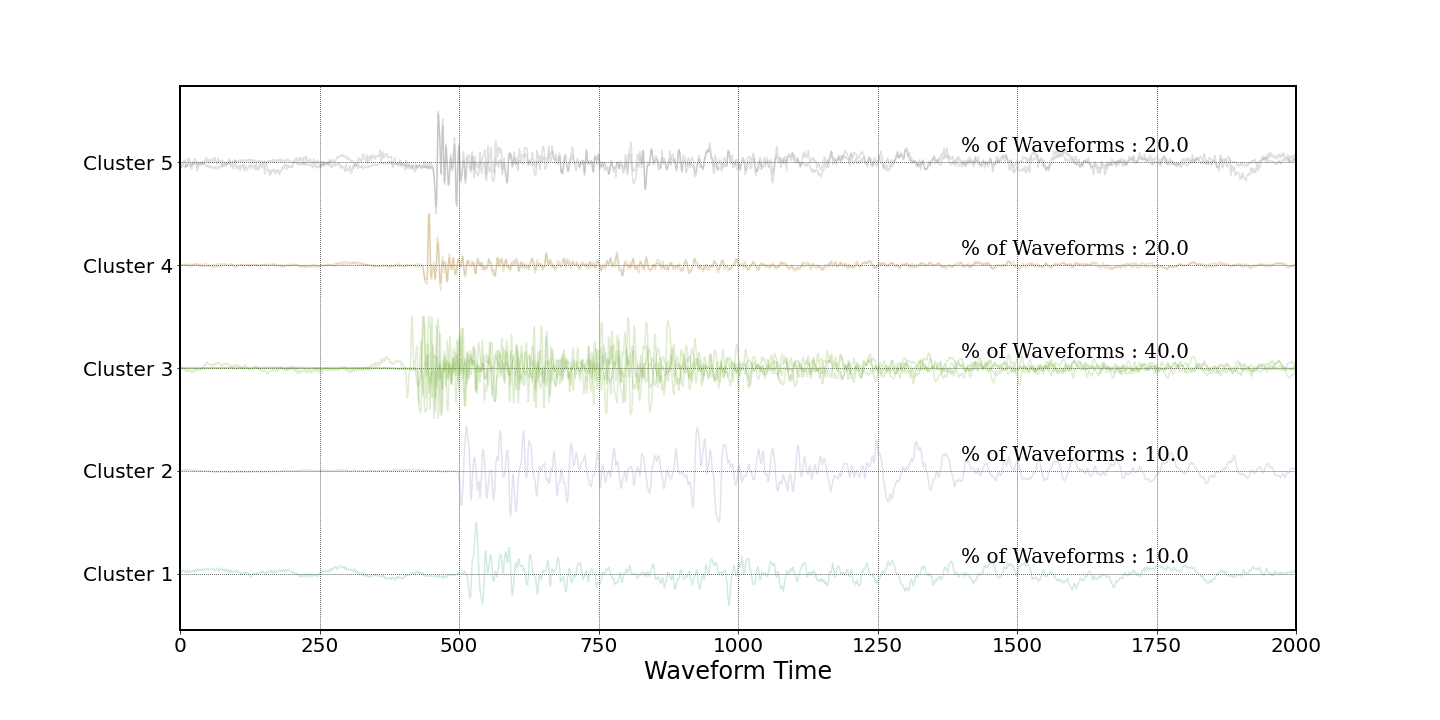 Cluster 5
% of Waveforms : 20.0
Cluster 4
% of Waveforms : 20.0
Cluster 3
% of Waveforms : 40.0
Cluster 2
% of Waveforms : 10.0
Cluster 1
% of Waveforms : 10.0
0 250 500 750 1000 1250 1500 1750 2000
Waveform Time